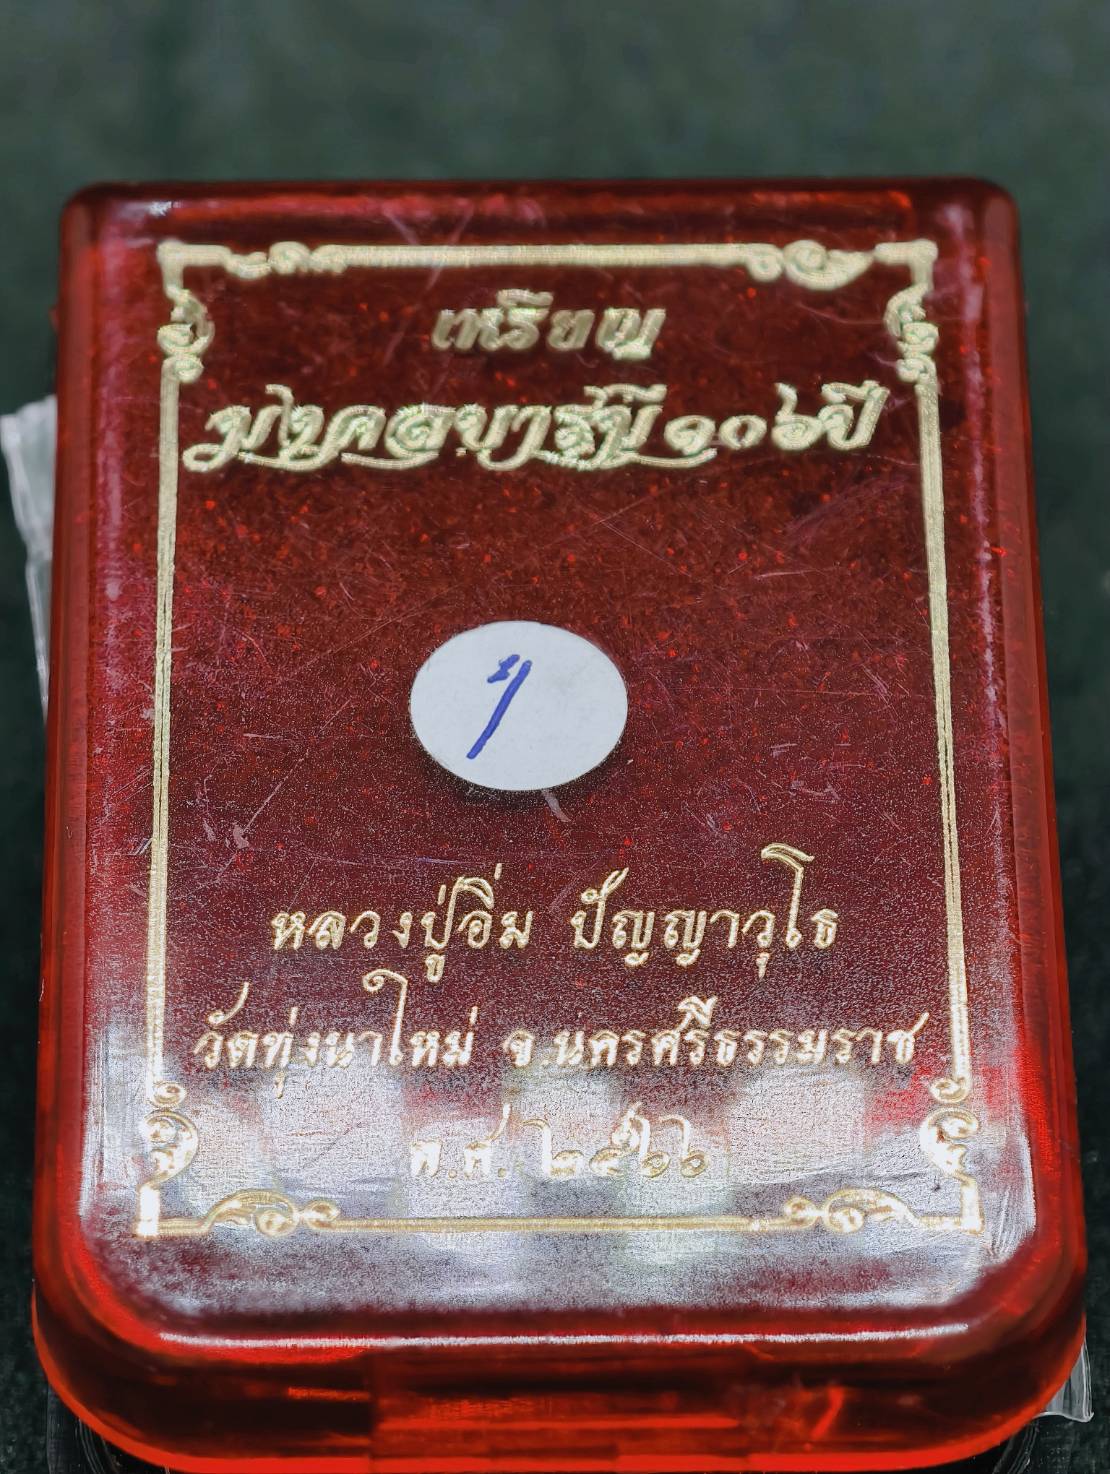 เหรียญ
มงคลบารมี ๑๐๖ ปี
หลวงปู่อิ่ม ปัญญาวุโธ
วัดทุ่งนาใหม่ จ.นครศรีธรรมราช
พ.ศ. ๒๕๖๖